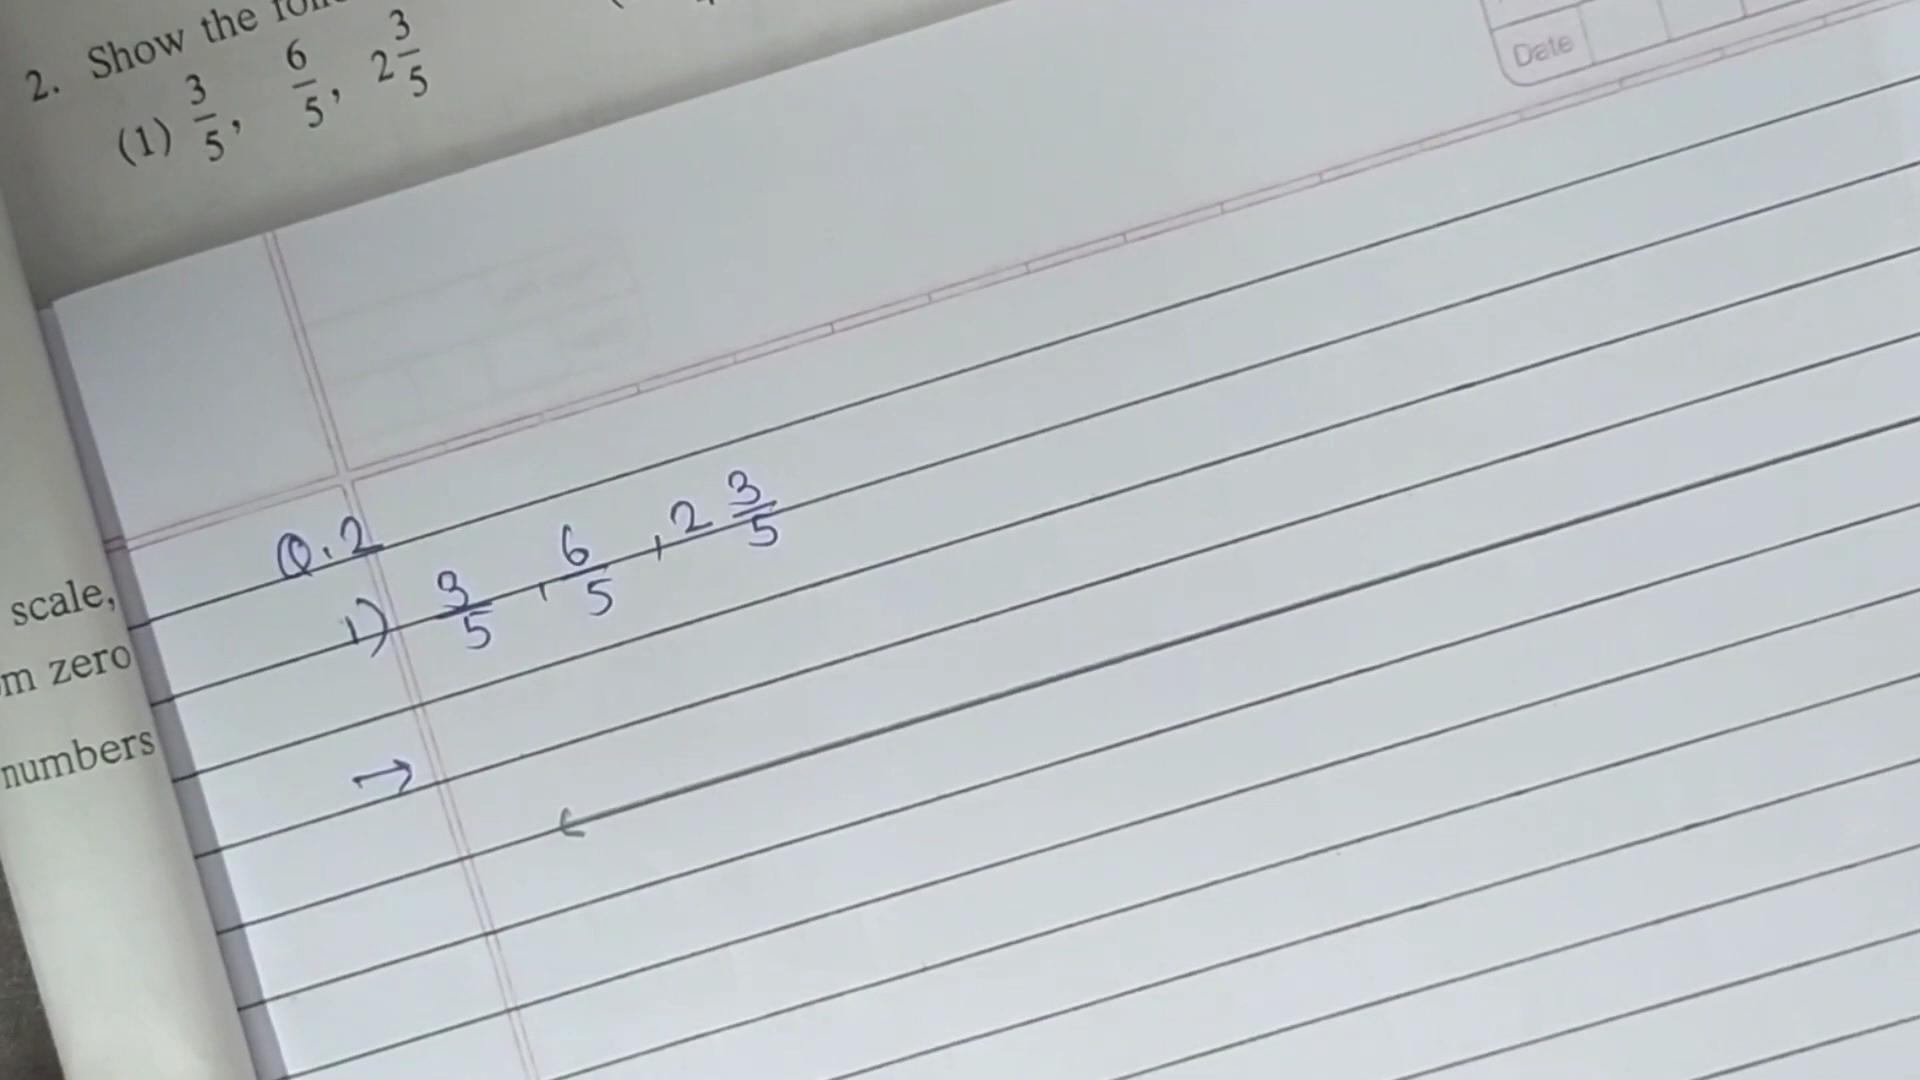 2. Show the
(1) 3/5, 6/5, 2 3/5
Date
scale,
m zero
numbers
Q.2
1) 3/5, 6/5, 2 3/5
→